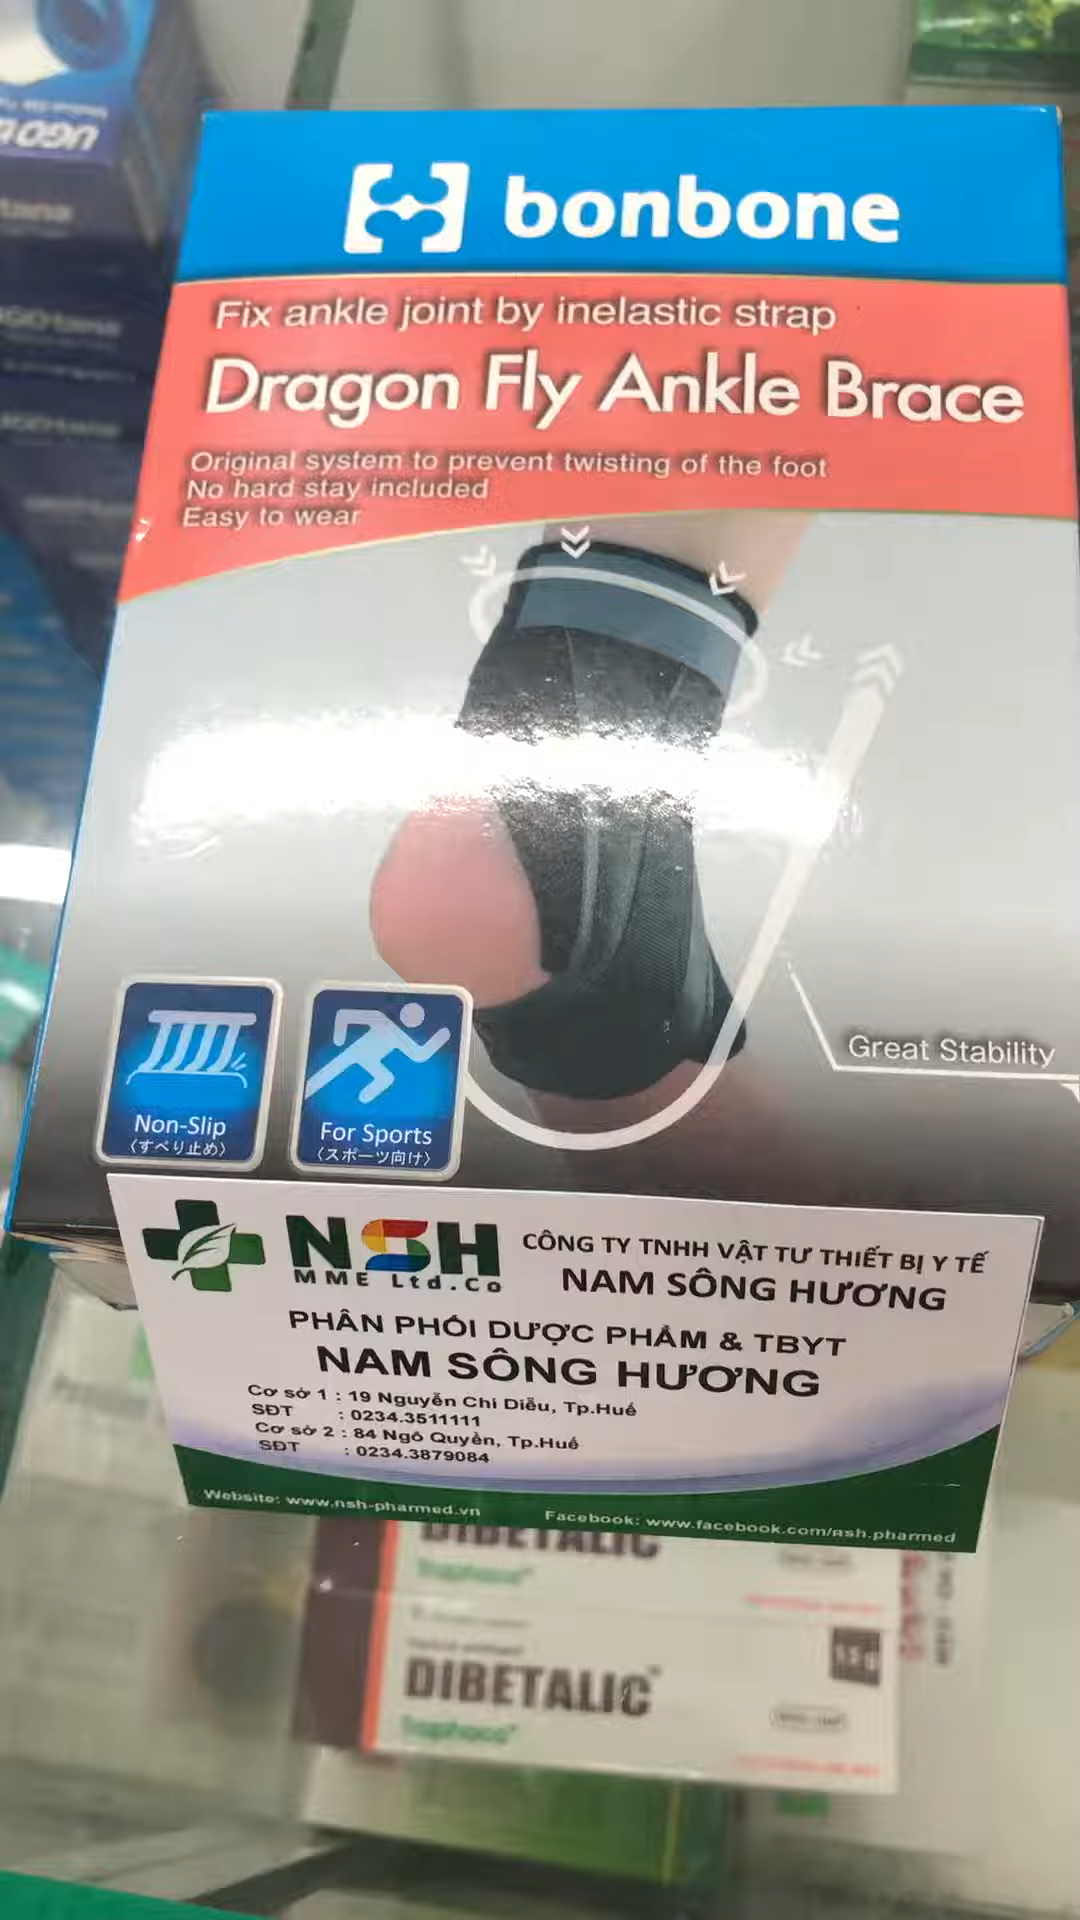 bonbone
Fix ankle joint by inelastic strap
Dragon Fly Ankle Brace
Original system to prevent twisting of the foot
No hard stay included
Easy to wear
Great Stability
Non-Slip
〈すべり止め〉
For Sports
〈スポーツ向け〉
NSH
MME Ltd.Co
CÔNG TY TNHH VẬT TƯ THIẾT BỊ Y TẾ
NAM SÔNG HƯƠNG
PHÂN PHỐI DƯỢC PHẨM & TBYT
NAM SÔNG HƯƠNG
Cơ sở 1 : 19 Nguyễn Chí Diễu, Tp.Huế
SĐT : 0234.3511111
Cơ sở 2 : 84 Ngô Quyền, Tp.Huế
SĐT : 0234.3879084
Website: www.nsh-pharmed.vn
Facebook: www.facebook.com/nsh.pharmed
DIBETALIC
Traphaco
DIBETALIC
Traphaco